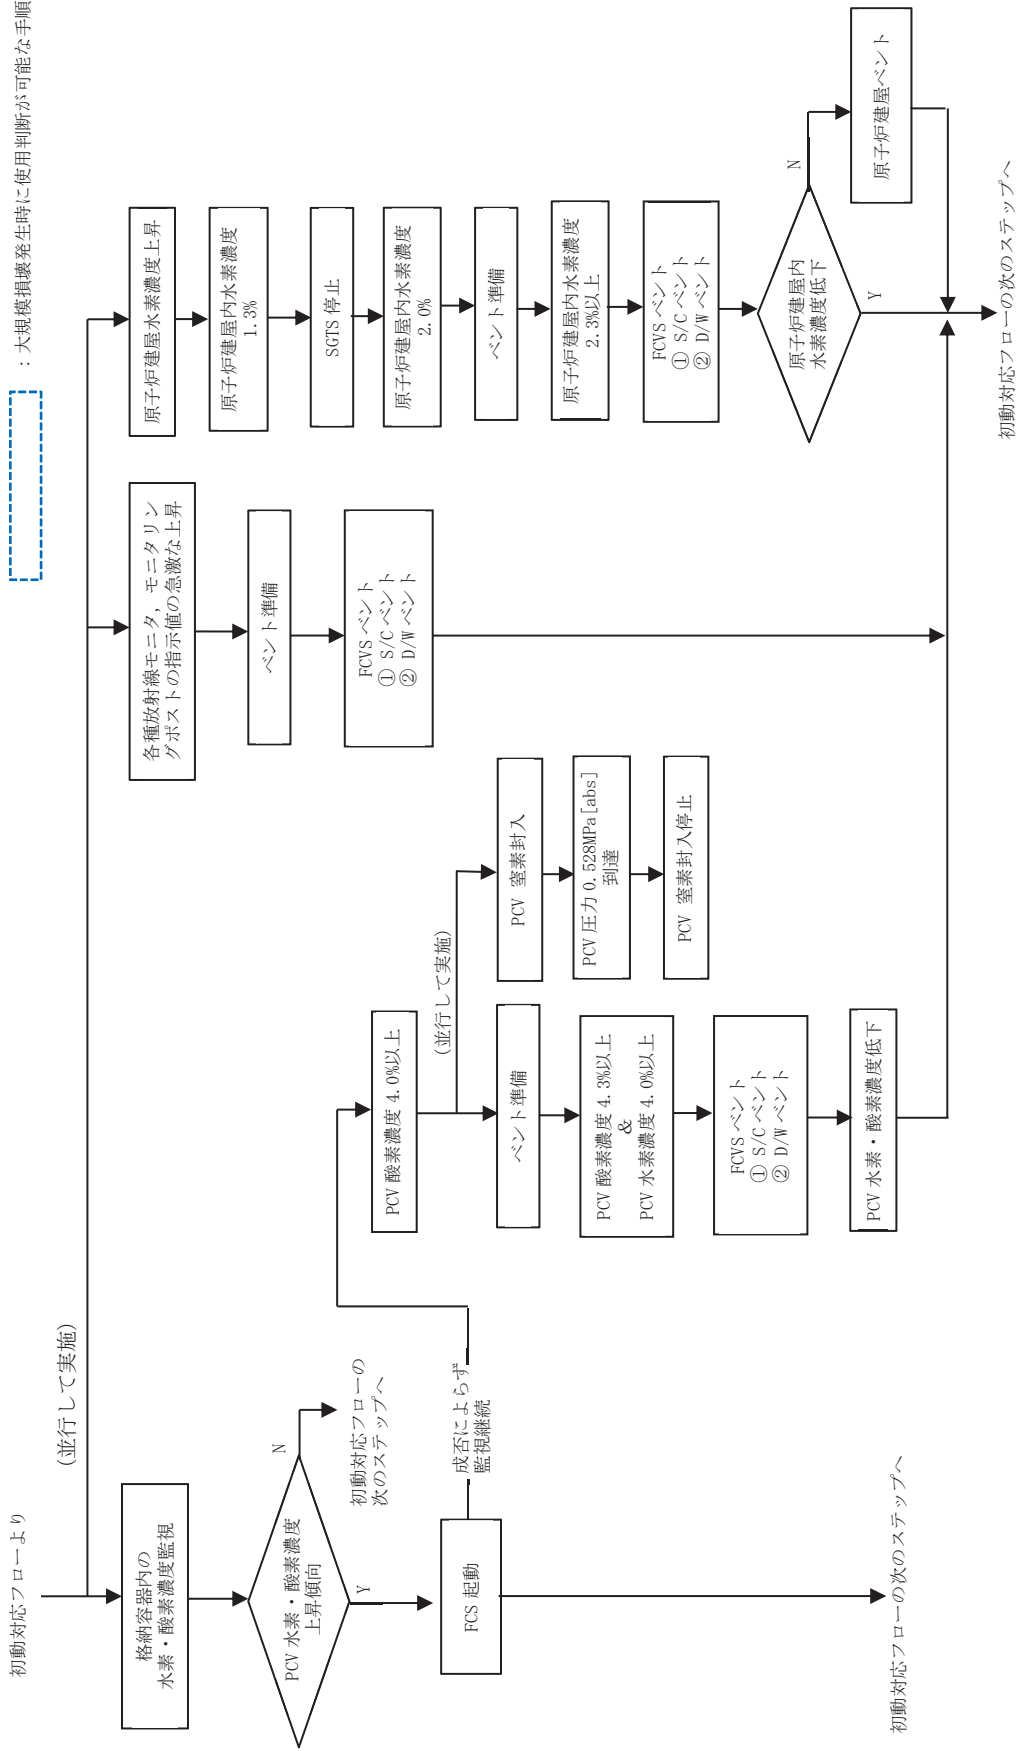 ：大規模損壊発生時に使用判断が可能な手順
初動対応フローより
(並行して実施)
格納容器内の
水素・酸素濃度監視
PCV 水素・酸素濃度
上昇傾向
N
初動対応フローの
次のステップへ
Y
FCS 起動
成否によらず
監視継続
初動対応フローの次のステップへ
PCV 酸素濃度 4.0%以上
(並行して実施)
ベント準備
PCV 酸素濃度 4.3%以上
&
PCV 水素濃度 4.0%以上
FCVS ベント
① S/C ベント
② D/W ベント
PCV 水素・酸素濃度低下
PCV 窒素封入
PCV 圧力 0.528MPa[abs]
到達
PCV 窒素封入停止
各種放射線モニタ，モニタリン
グポストの指示値の急激な上昇
ベント準備
FCVS ベント
① S/C ベント
② D/W ベント
原子炉建屋水素濃度上昇
原子炉建屋内水素濃度
1.3%
SGTS 停止
原子炉建屋内水素濃度
2.0%
ベント準備
原子炉建屋内水素濃度
2.3%以上
FCVS ベント
① S/C ベント
② D/W ベント
原子炉建屋内
水素濃度低下
N
原子炉建屋ベント
Y
初動対応フローの次のステップへ